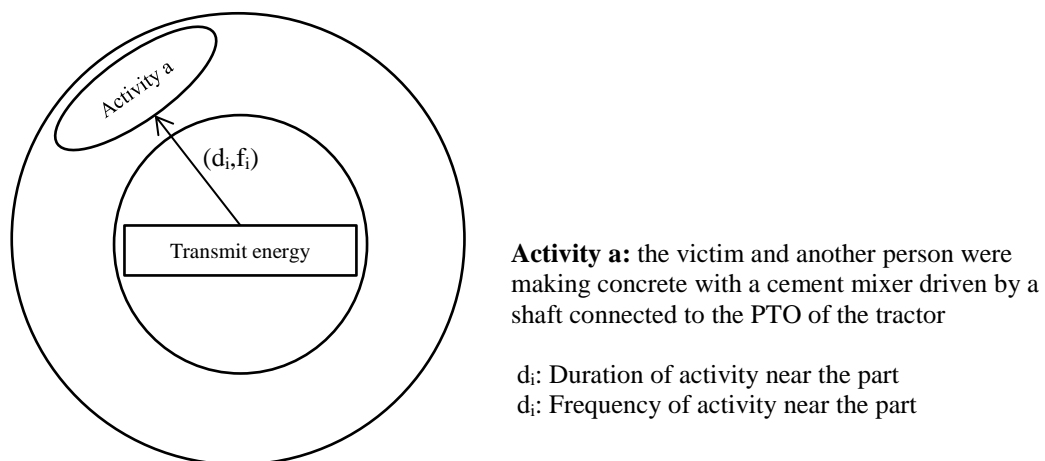 Activity a
(di,fi)
Transmit energy
Activity a: the victim and another person were
making concrete with a cement mixer driven by a
shaft connected to the PTO of the tractor
di: Duration of activity near the part
di: Frequency of activity near the part